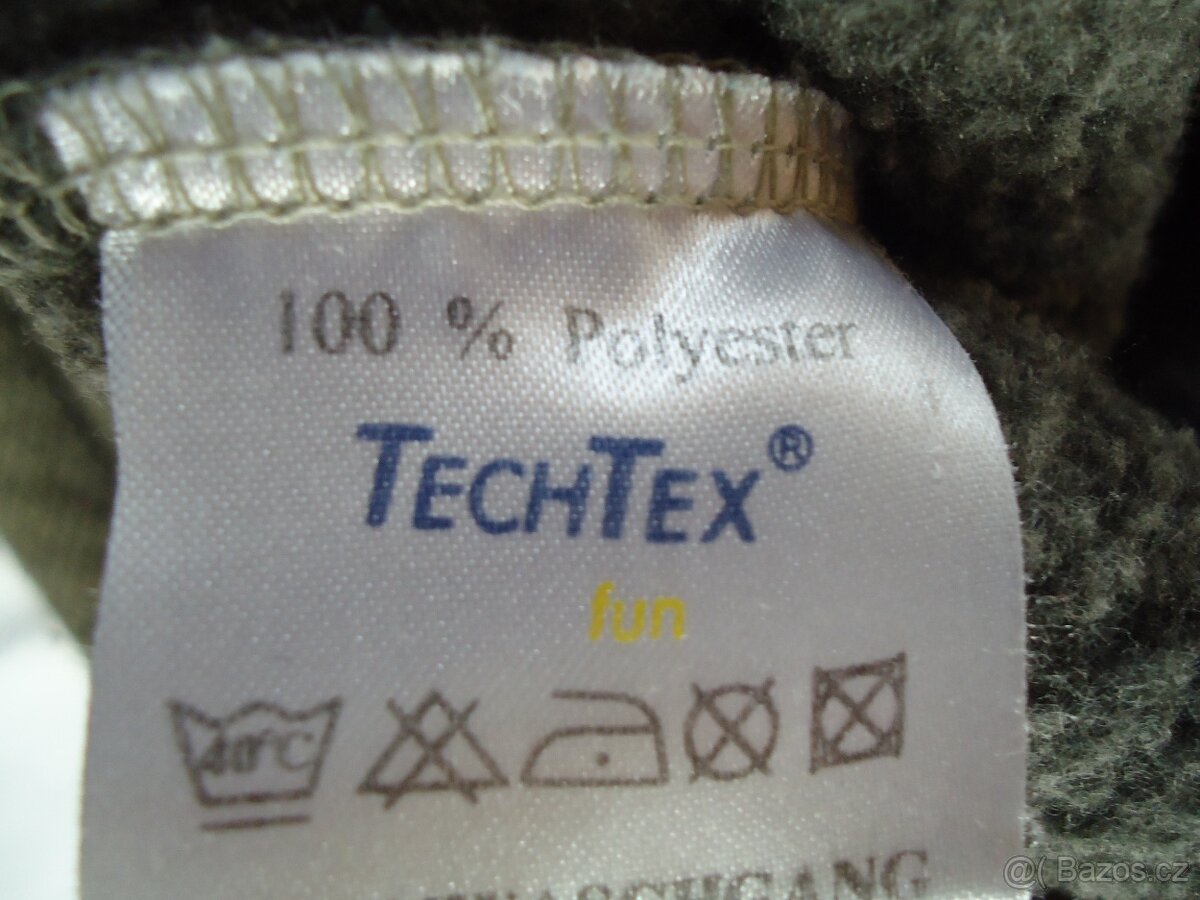 100 % Polyester
TECHTEX®
fun
40°C
@( Bazos.cz